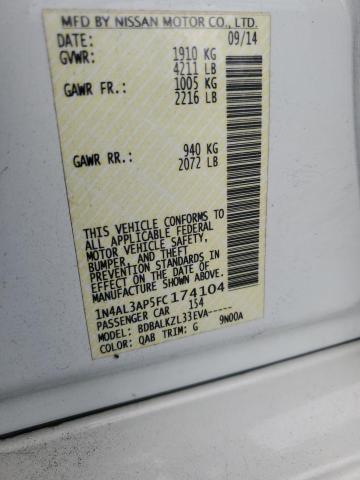 MFD BY NISSAN MOTOR CO., LTD.
DATE: 09/14
GVWR: 1910 KG
4211 LB
GAWR FR.: 1005 KG
2216 LB
GAWR RR.: 940 KG
2072 LB
THIS VEHICLE CONFORMS TO
ALL APPLICABLE FEDERAL
MOTOR VEHICLE SAFETY,
BUMPER, AND THEFT
PREVENTION STANDARDS IN
EFFECT ON THE DATE OF
MANUFACTURE SHOWN ABOVE.
1N4AL3AP5FC174104
PASSENGER CAR 154
MODEL: BDBALKZL33EVA-----
COLOR: QAB TRIM: G 9N00A